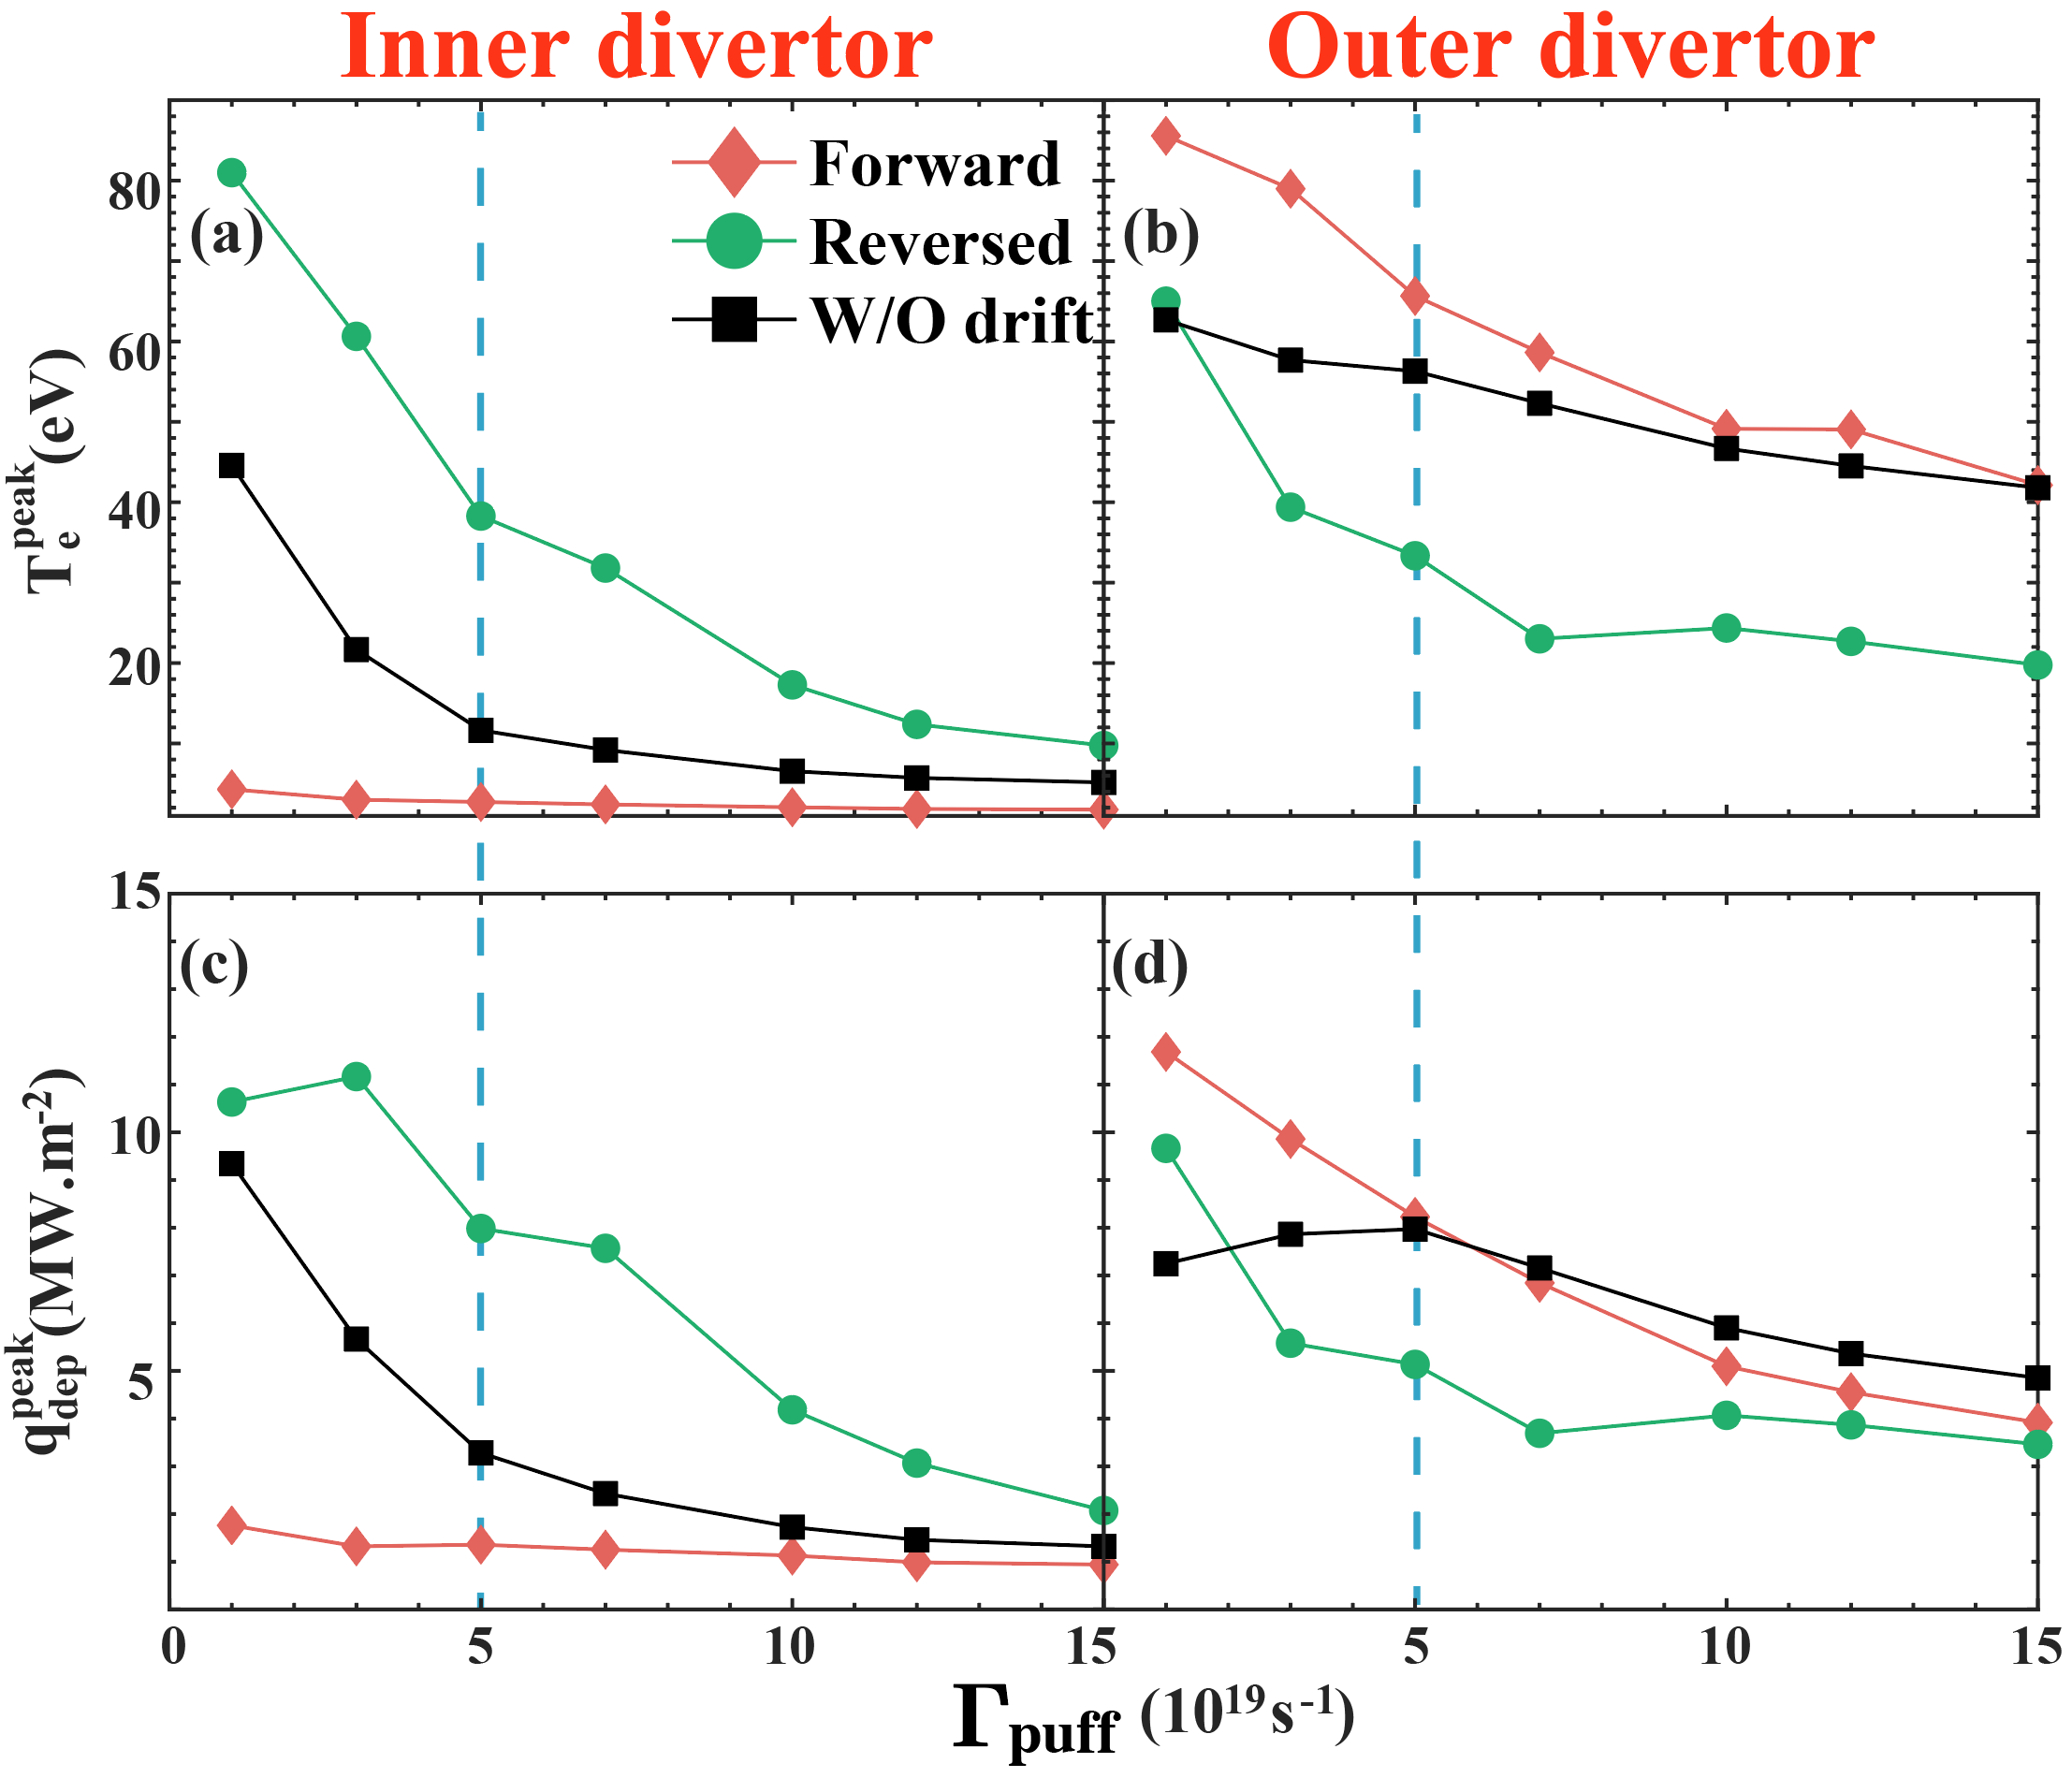 Inner divertor
Outer divertor
Forward
Reversed
W/O drift
(a)
(b)
80
60
40
20
T_e^peak (eV)
15
10
5
(c)
(d)
q_dep^peak (MW.m^-2)
0 5 10 15 5 10 15
Γ_puff (10^19 s^-1)